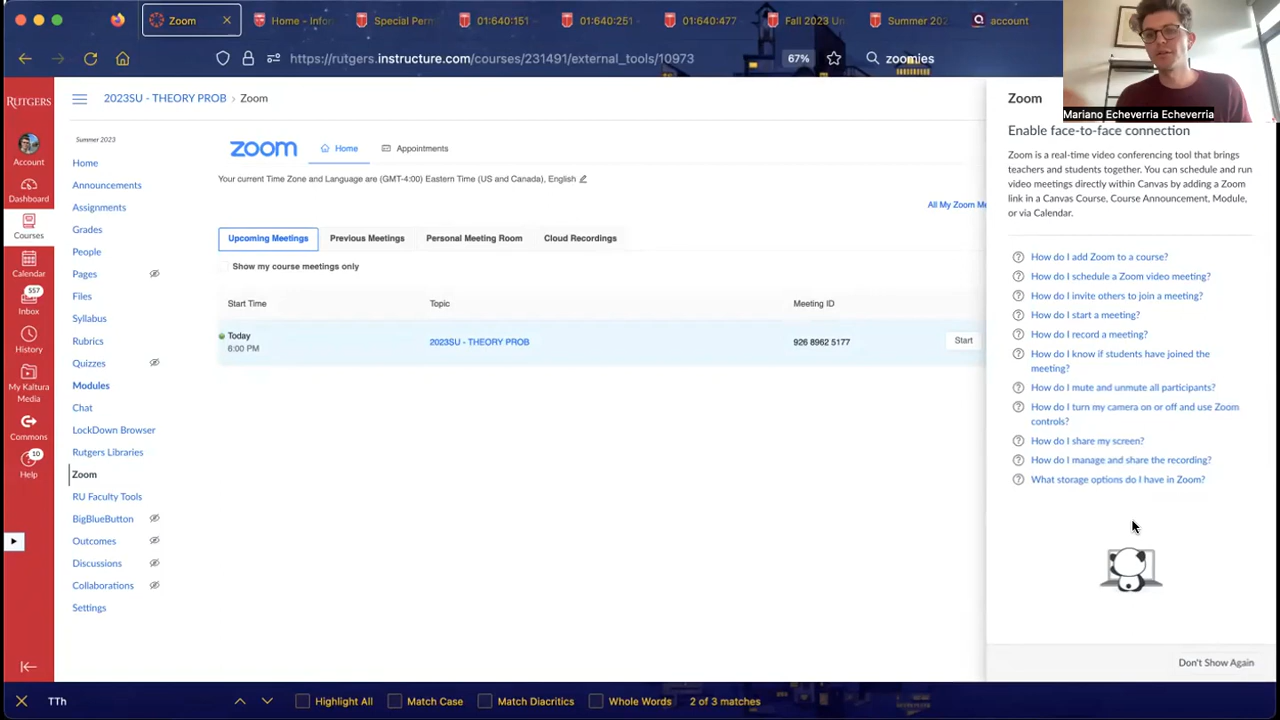 Zoom
Home - Infor
Special Perm
01:640:151
01:640:251
01:640:477
Fall 2023 Un
Summer 202
account
https://rutgers.instructure.com/courses/231491/external_tools/10973
67%
zoomies
Mariano Echeverria Echeverria
RUTGERS
Account
Dashboard
Courses
Calendar
557
Inbox
History
My Kaltura
Media
Commons
10
Help
2023SU - THEORY PROB > Zoom
Summer 2023
Home
Announcements
Assignments
Grades
People
Pages
Files
Syllabus
Rubrics
Quizzes
Modules
Chat
LockDown Browser
Rutgers Libraries
Zoom
RU Faculty Tools
BigBlueButton
Outcomes
Discussions
Collaborations
Settings
zoom
Home
Appointments
Your current Time Zone and Language are (GMT-4:00) Eastern Time (US and Canada), English
All My Zoom Me
Upcoming Meetings
Previous Meetings
Personal Meeting Room
Cloud Recordings
Show my course meetings only
Start Time
Topic
Meeting ID
Today
6:00 PM
2023SU - THEORY PROB
926 8962 5177
Start
Zoom
Enable face-to-face connection
Zoom is a real-time video conferencing tool that brings
teachers and students together. You can schedule and run
video meetings directly within Canvas by adding a Zoom
link in a Canvas Course, Course Announcement, Module,
or via Calendar.
How do I add Zoom to a course?
How do I schedule a Zoom video meeting?
How do I invite others to join a meeting?
How do I start a meeting?
How do I record a meeting?
How do I know if students have joined the
meeting?
How do I mute and unmute all participants?
How do I turn my camera on or off and use Zoom
controls?
How do I share my screen?
How do I manage and share the recording?
What storage options do I have in Zoom?
Don't Show Again
TTh
Highlight All
Match Case
Match Diacritics
Whole Words
2 of 3 matches